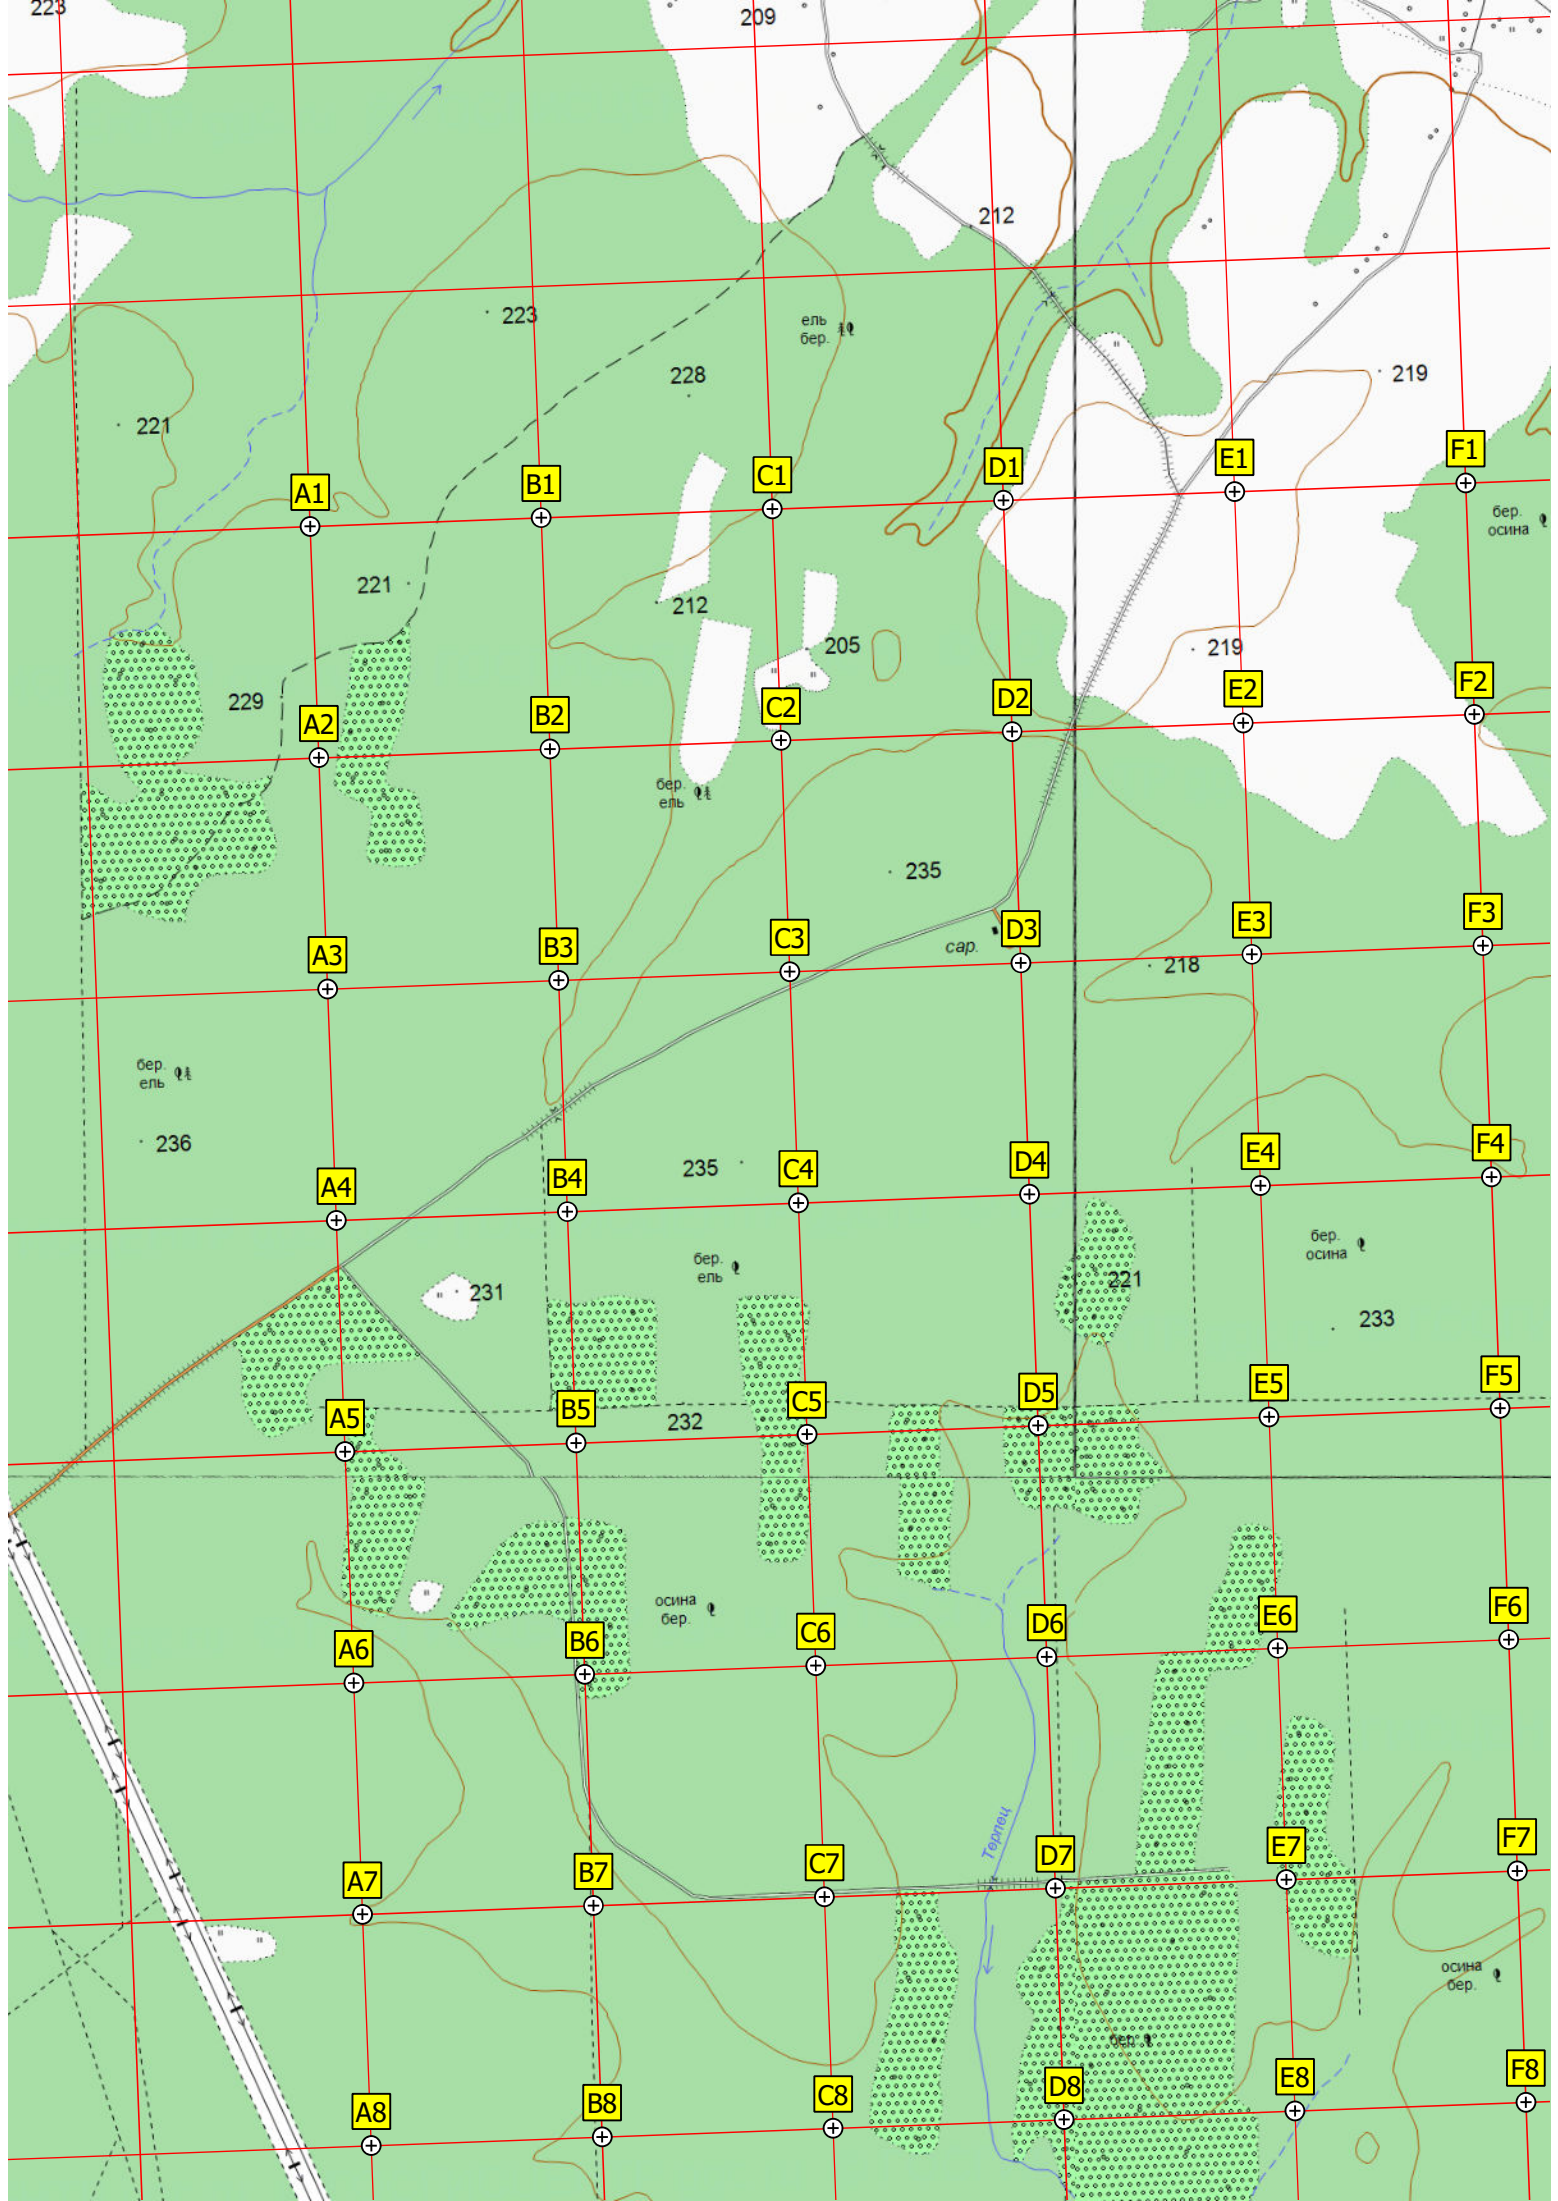 223
209
212
223
ель
бер.
228
219
221
A1
B1
C1
D1
E1
F1
бер.
осина
221
212
205
219
229
A2
B2
C2
D2
E2
F2
бер.
ель
235
A3
B3
C3
сар.
D3
E3
F3
218
бер.
ель
236
235
A4
B4
C4
D4
E4
F4
бер.
ель
бер.
осина
231
221
233
A5
B5
232
C5
D5
E5
F5
осина
бер.
A6
B6
C6
D6
E6
F6
Терпец
A7
B7
C7
D7
E7
F7
осина
бер.
бер.
A8
B8
C8
D8
E8
F8